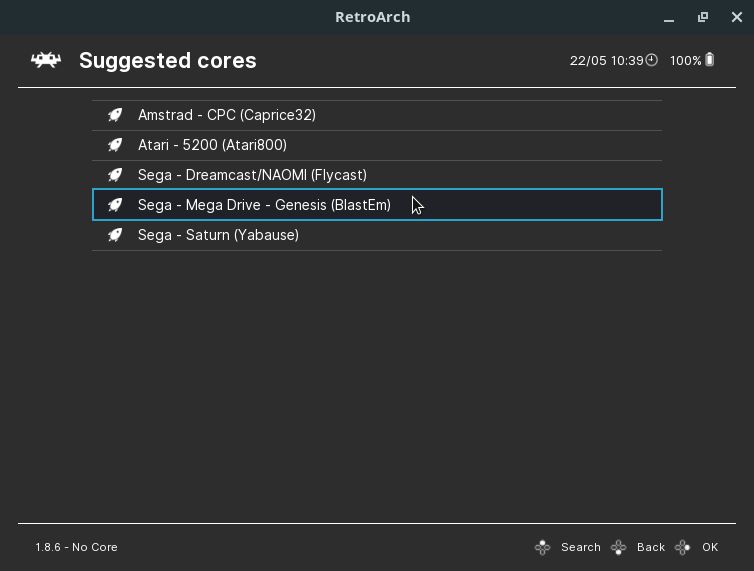 RetroArch
Suggested cores
22/05 10:39 100%
Amstrad - CPC (Caprice32)
Atari - 5200 (Atari800)
Sega - Dreamcast/NAOMI (Flycast)
Sega - Mega Drive - Genesis (BlastEm)
Sega - Saturn (Yabause)
1.8.6 - No Core Search Back OK